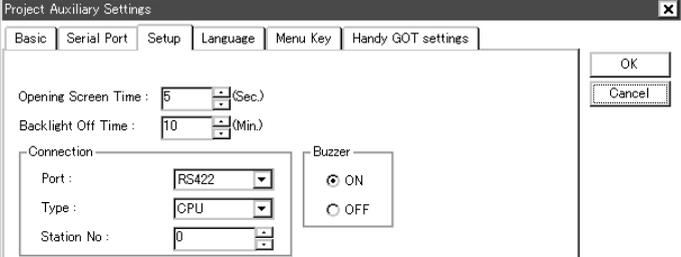 Project Auxiliary Settings
Basic Serial Port Setup Language Menu Key Handy GOT settings
OK
Opening Screen Time : 5 (Sec.)
Cancel
Backlight Off Time : 10 (Min.)
Connection Buzzer
Port : RS422 ON
Type : CPU OFF
Station No : 0